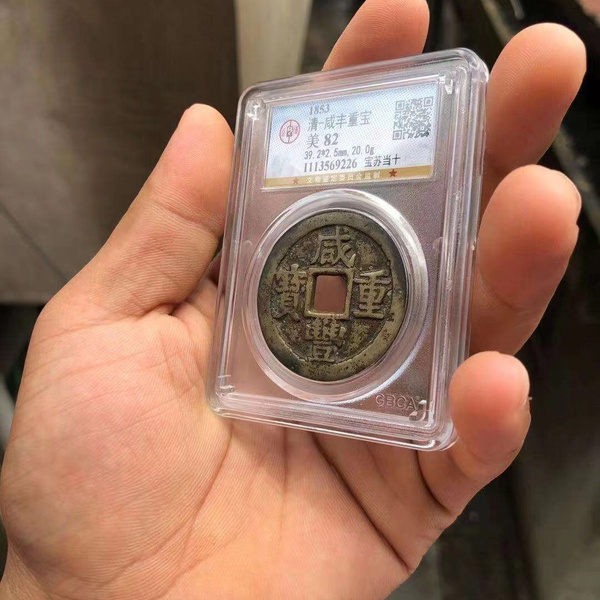 1853
清-咸丰重宝
美 82
39.2*2.5mm, 20.0g
1113569226 宝苏当十
咸
豐
重
寶
GBCA